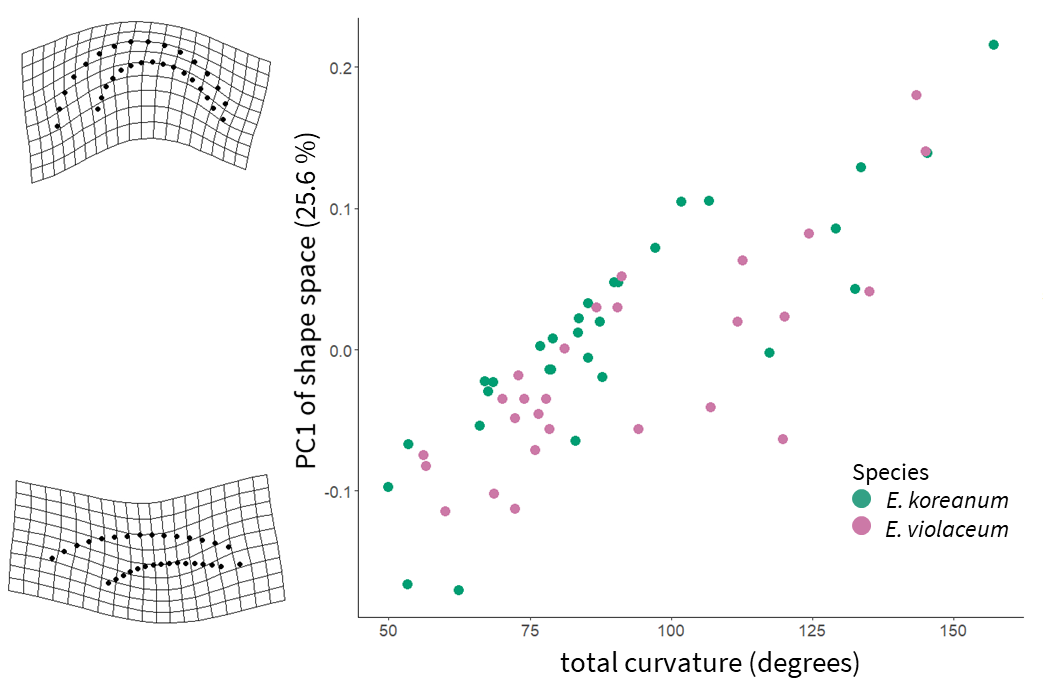 PC1 of shape space (25.6 %)
0.2
0.1
0.0
-0.1
50
75
100
125
150
total curvature (degrees)
Species
E. koreanum
E. violaceum